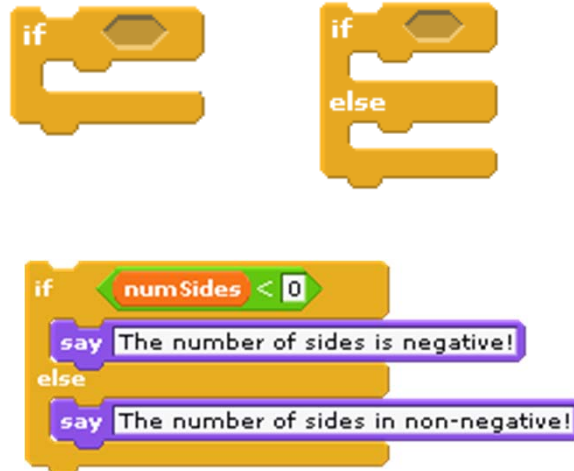 if
if
else
if numSides < 0
say The number of sides is negative!
else
say The number of sides in non-negative!